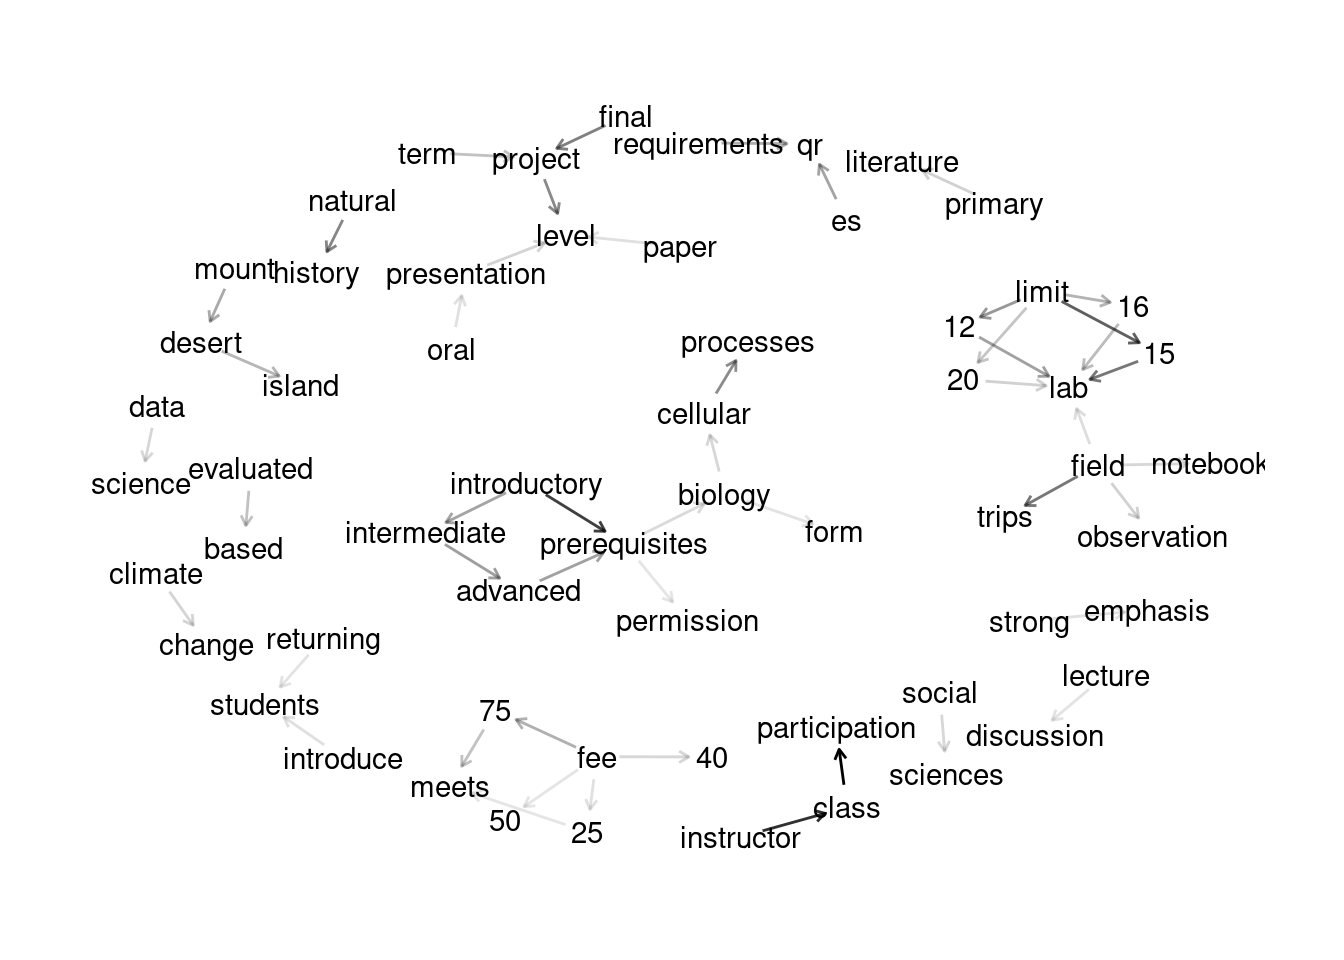 final
requirements
qr
term
project
literature
natural
primary
es
level
paper
mount
history
presentation
limit
16
12
desert
oral
processes
15
20
lab
island
data
cellular
science
evaluated
introductory
biology
field
notebook
intermediate
prerequisites
form
trips
observation
based
climate
advanced
permission
strong
emphasis
change
returning
lecture
social
students
75
participation
discussion
introduce
fee
40
sciences
meets
50
25
class
instructor